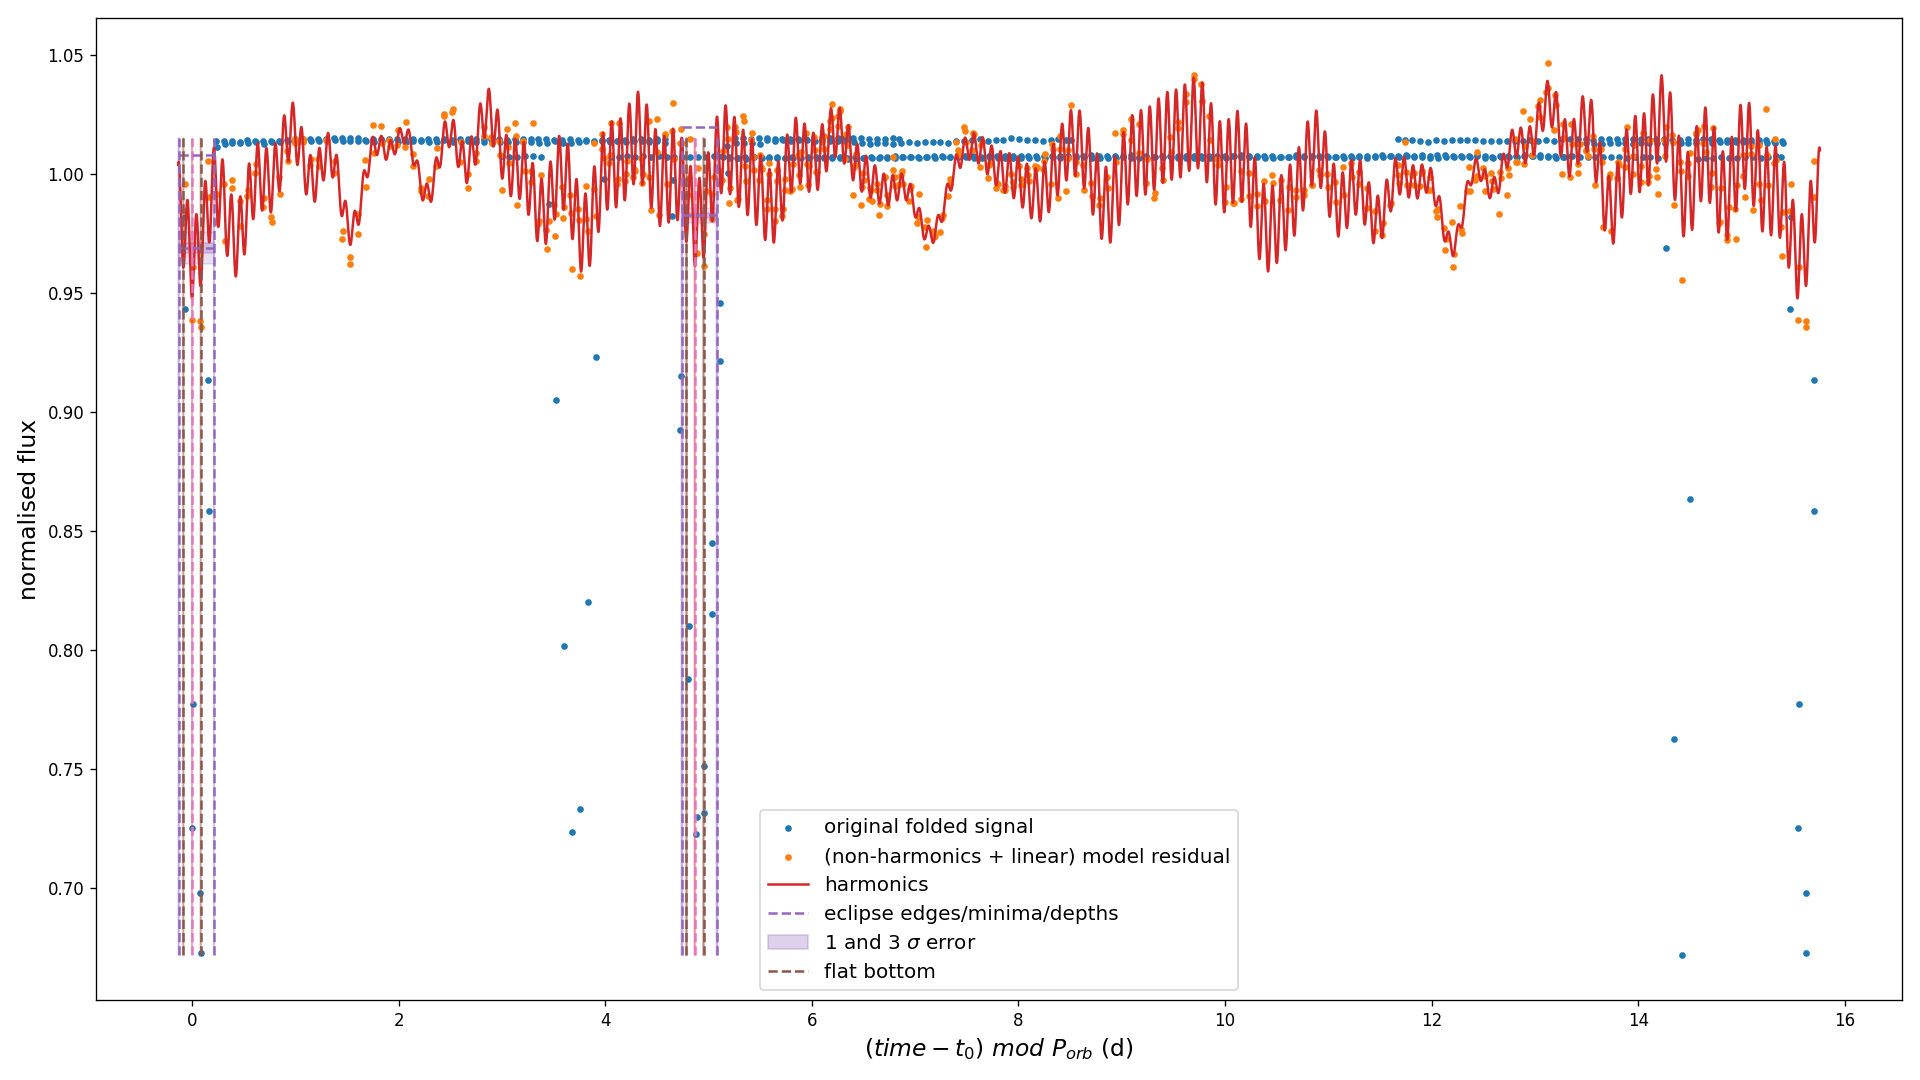 normalised flux
1.05
1.00
0.95
0.90
0.85
0.80
0.75
0.70
original folded signal
(non-harmonics + linear) model residual
harmonics
eclipse edges/minima/depths
1 and 3 σ error
flat bottom
0 2 4 6 8 10 12 14 16
(time − t₀) mod P_orb (d)